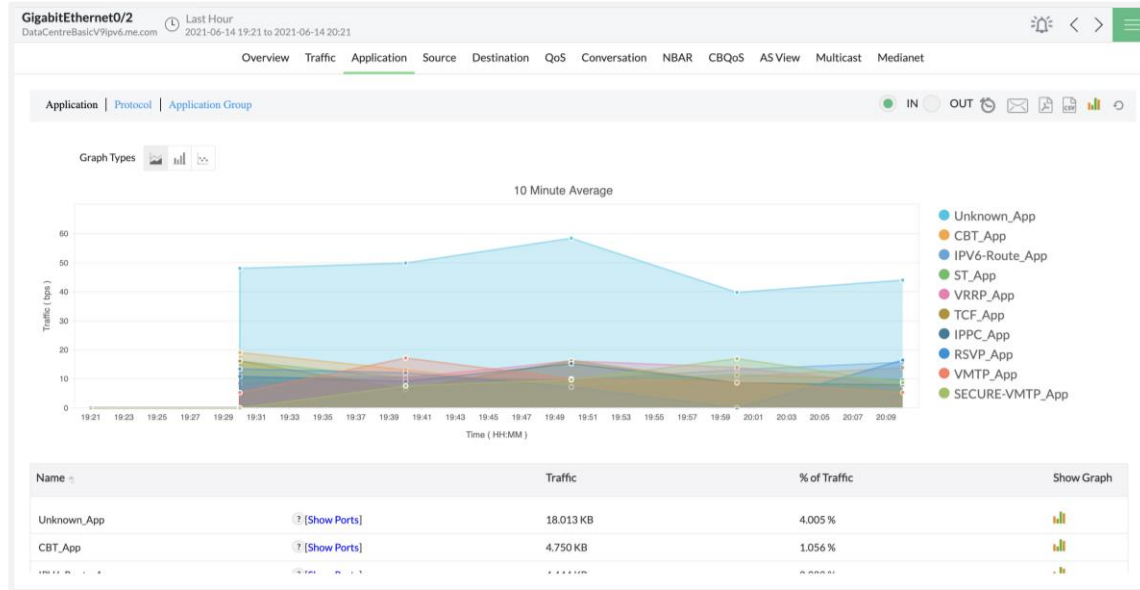 GigabitEthernet0/2
DataCentreBasicV9ipv6.me.com
Last Hour
2021-06-14 19:21 to 2021-06-14 20:21
Overview Traffic Application Source Destination QoS Conversation NBAR CBQoS AS View Multicast Medianet
Application | Protocol | Application Group
IN OUT
CSV
Graph Types
10 Minute Average
Traffic ( bps )
60
50
40
30
20
10
0
19:21 19:23 19:25 19:27 19:29 19:31 19:33 19:35 19:37 19:39 19:41 19:43 19:45 19:47 19:49 19:51 19:53 19:55 19:57 19:59 20:01 20:03 20:05 20:07 20:09
Time ( HH:MM )
Unknown_App
CBT_App
IPV6-Route_App
ST_App
VRRP_App
TCF_App
IPPC_App
RSVP_App
VMTP_App
SECURE-VMTP_App
Name Traffic % of Traffic Show Graph
Unknown_App ? [Show Ports] 18.013 KB 4.005 %
CBT_App ? [Show Ports] 4.750 KB 1.056 %